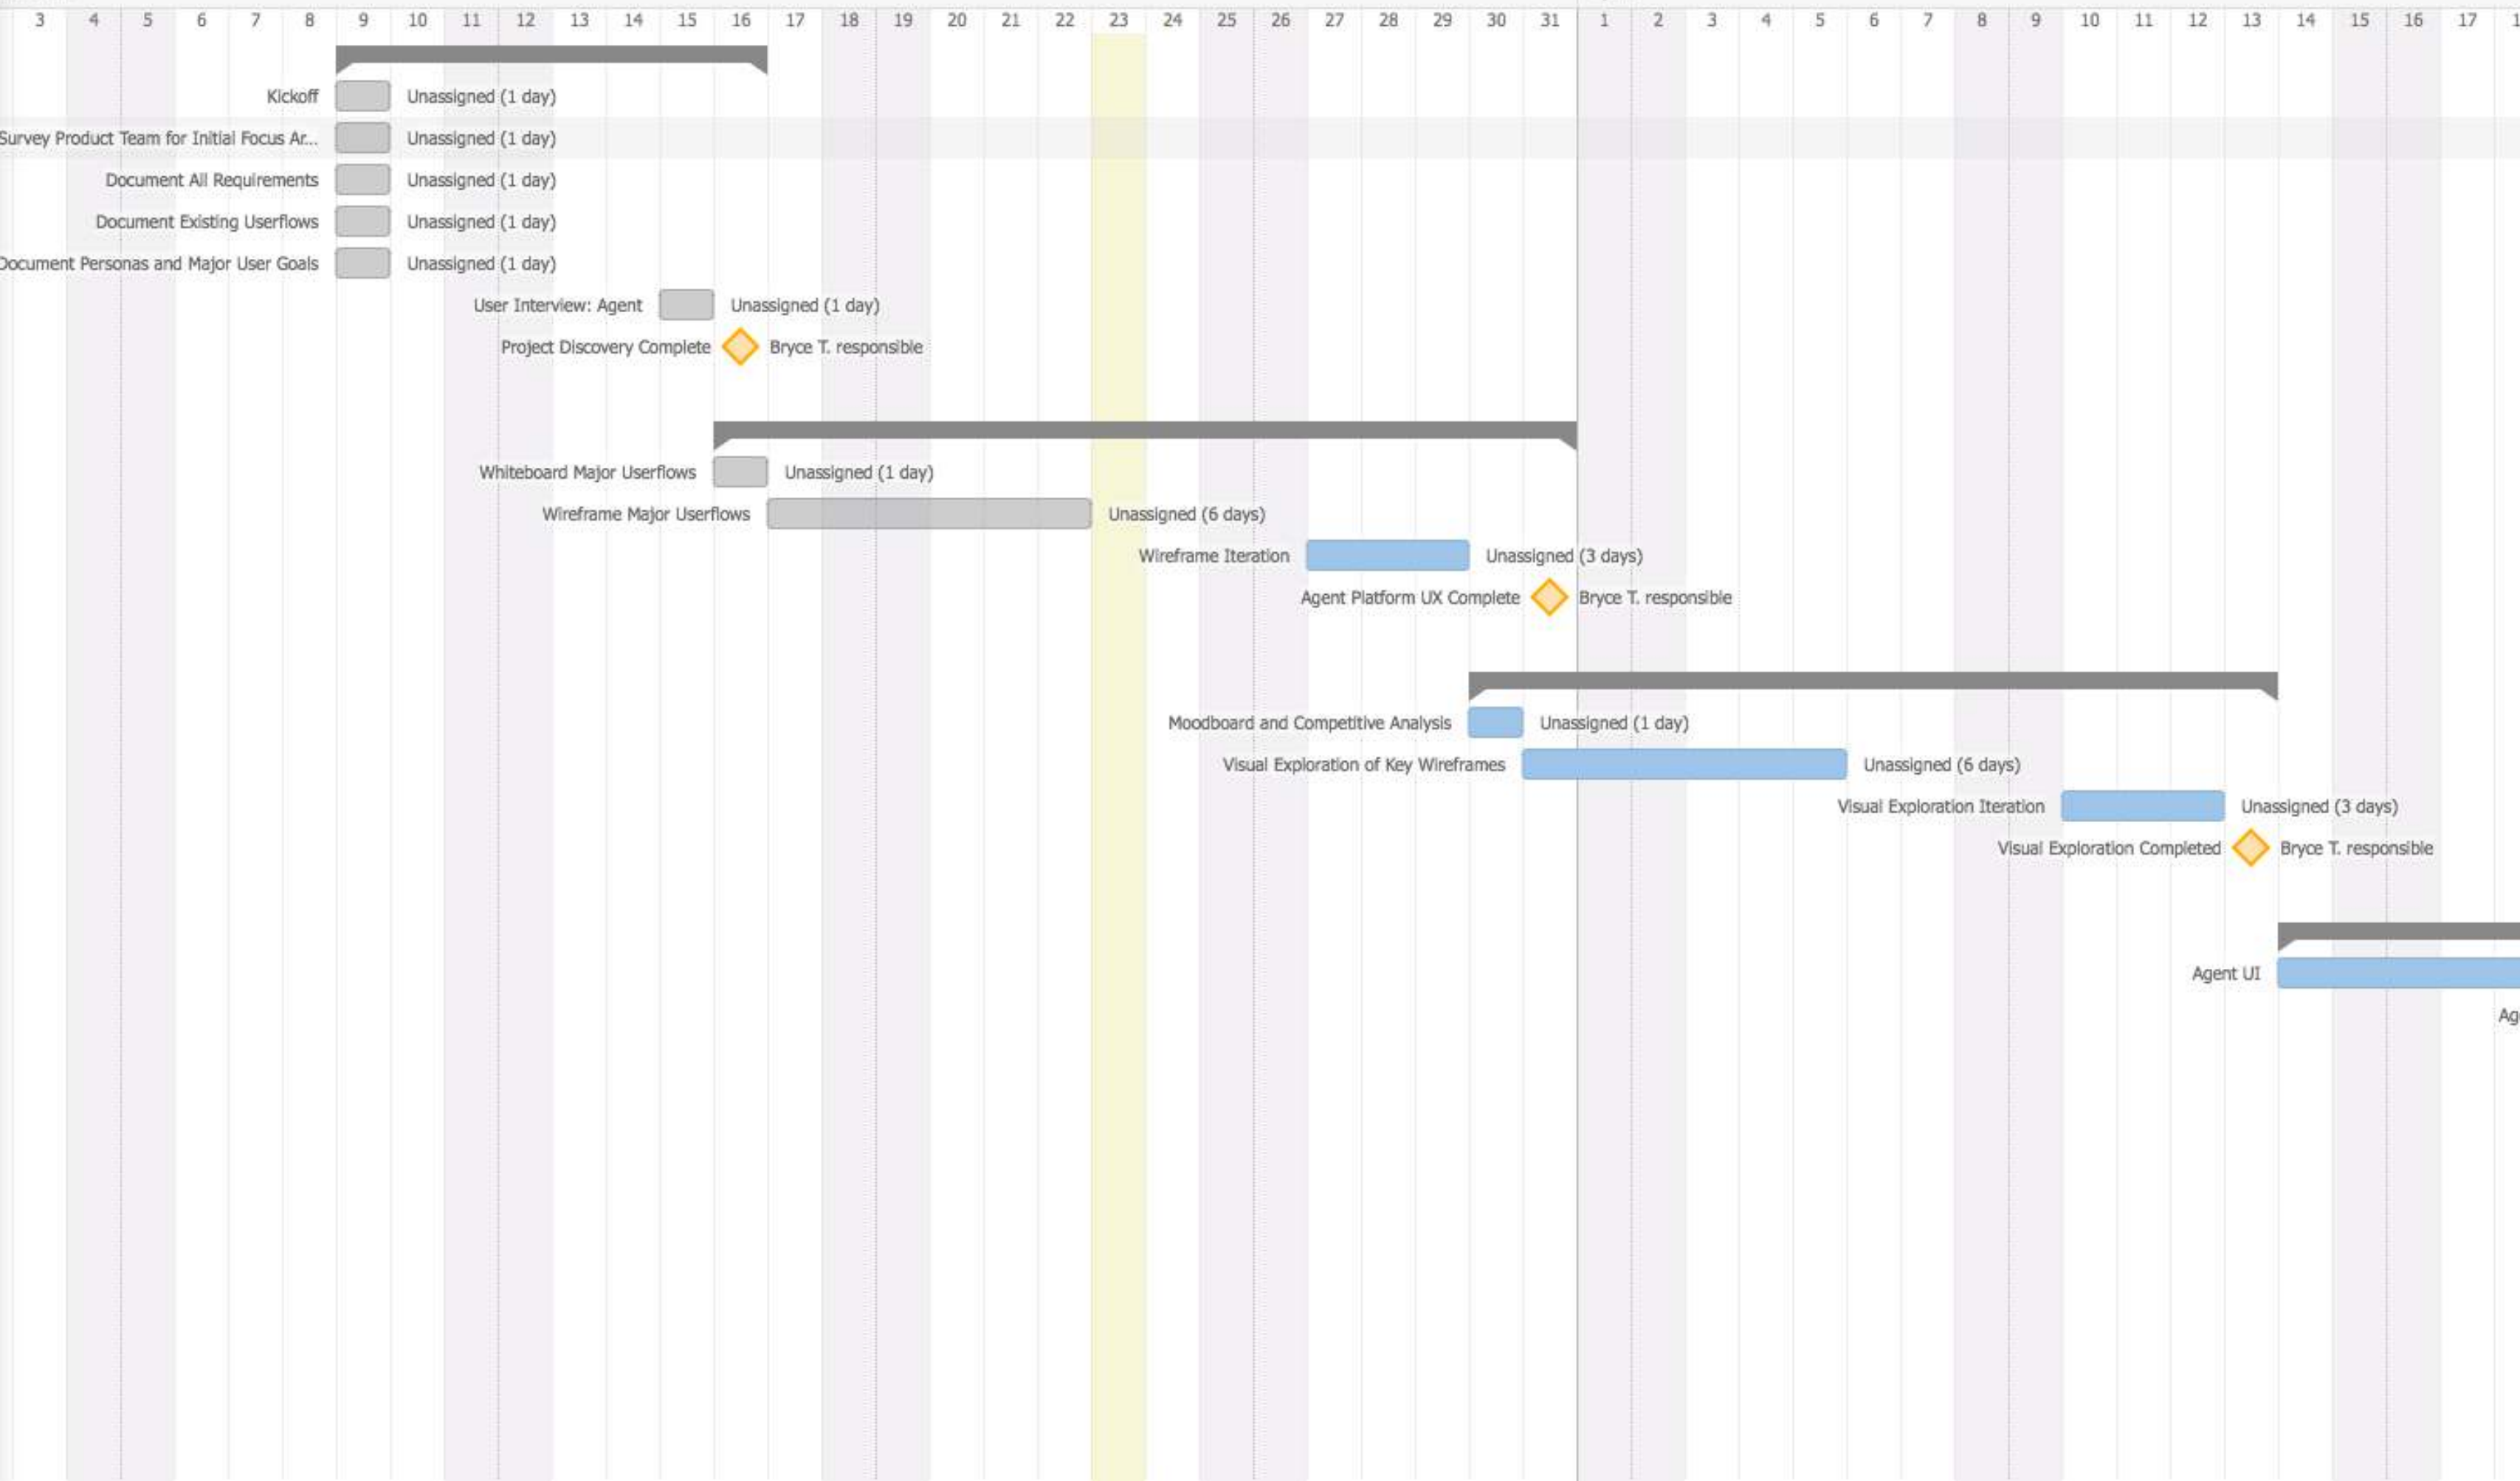 3 4 5 6 7 8 9 10 11 12 13 14 15 16 17 18 19 20 21 22 23 24 25 26 27 28 29 30 31 1 2 3 4 5 6 7 8 9 10 11 12 13 14 15 16 17
Kickoff Unassigned (1 day)
Survey Product Team for Initial Focus Ar... Unassigned (1 day)
Document All Requirements Unassigned (1 day)
Document Existing Userflows Unassigned (1 day)
Document Personas and Major User Goals Unassigned (1 day)
User Interview: Agent Unassigned (1 day)
Project Discovery Complete Bryce T. responsible
Whiteboard Major Userflows Unassigned (1 day)
Wireframe Major Userflows Unassigned (6 days)
Wireframe Iteration Unassigned (3 days)
Agent Platform UX Complete Bryce T. responsible
Moodboard and Competitive Analysis Unassigned (1 day)
Visual Exploration of Key Wireframes Unassigned (6 days)
Visual Exploration Iteration Unassigned (3 days)
Visual Exploration Completed Bryce T. responsible
Agent UI